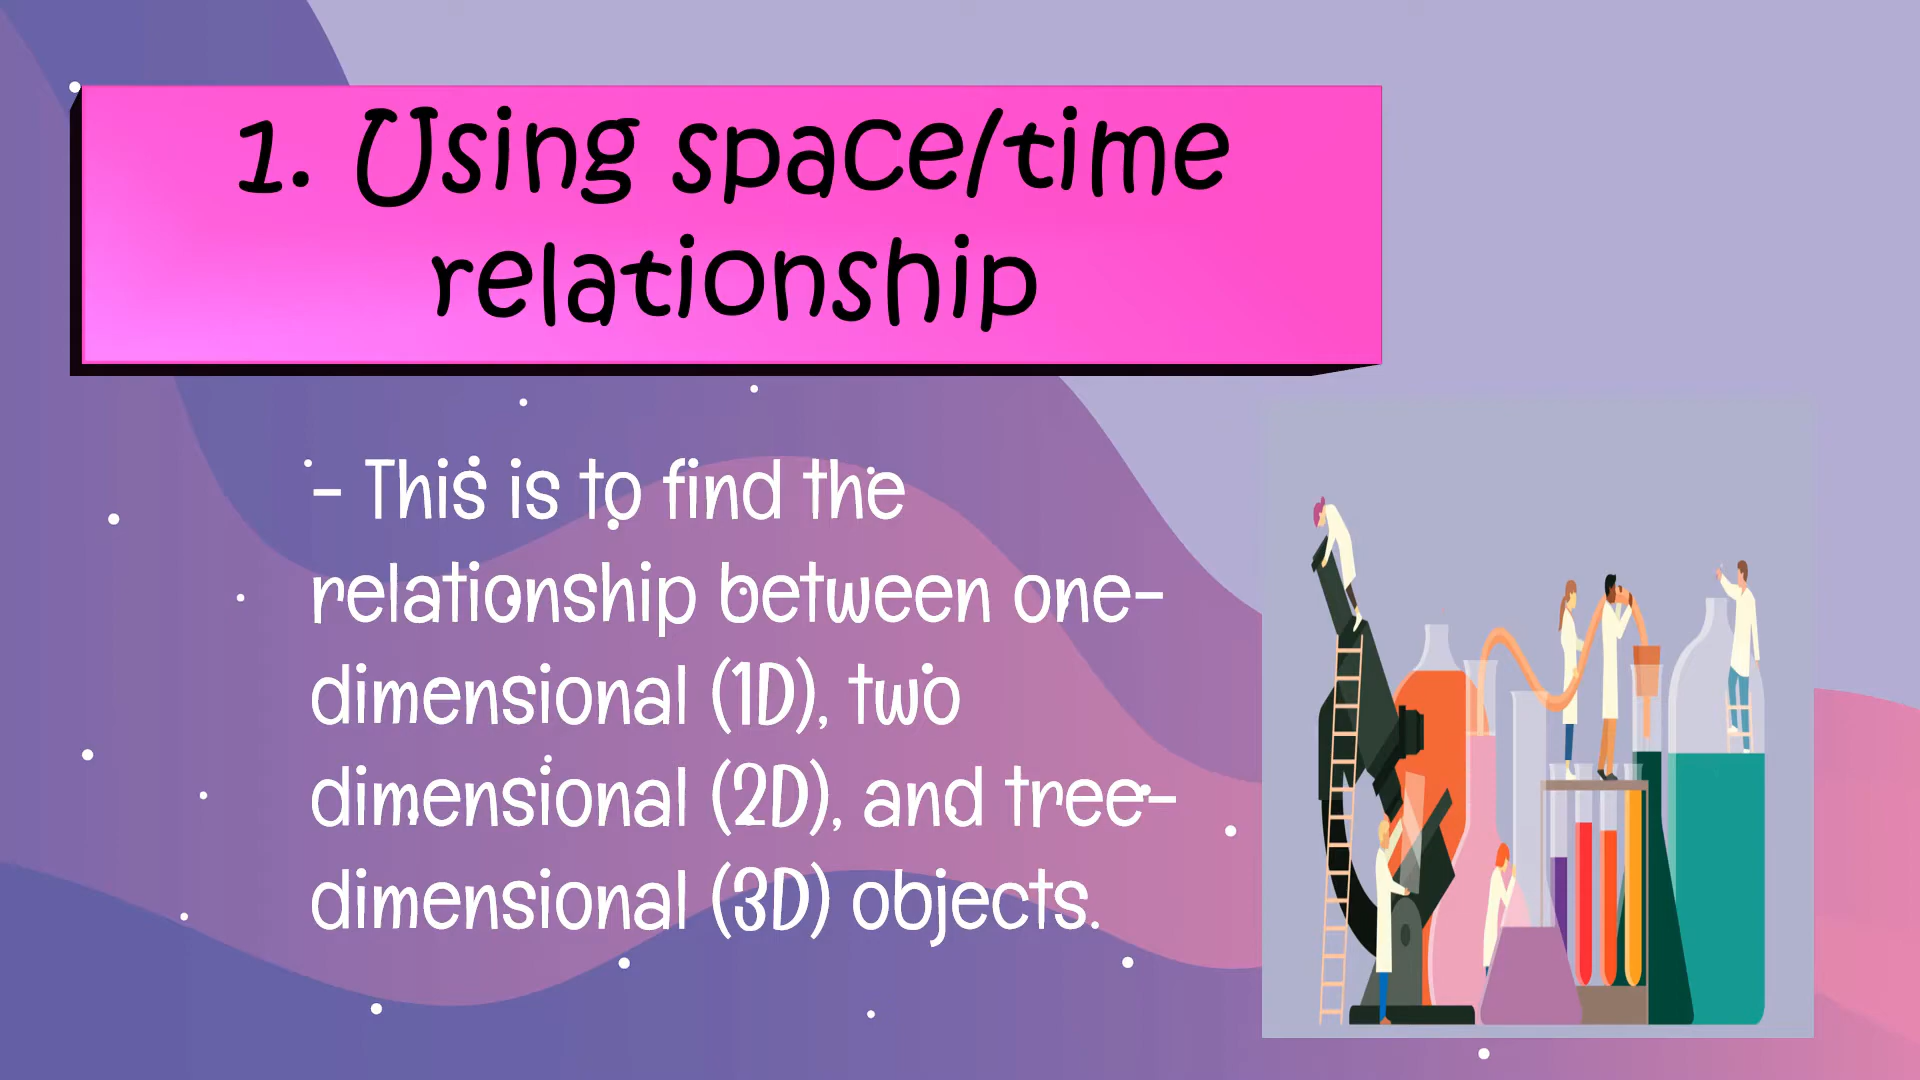 1. Using space/time
relationship
- This is to find the
relationship between one-
dimensional (1D), two
dimensional (2D), and tree-
dimensional (3D) objects.